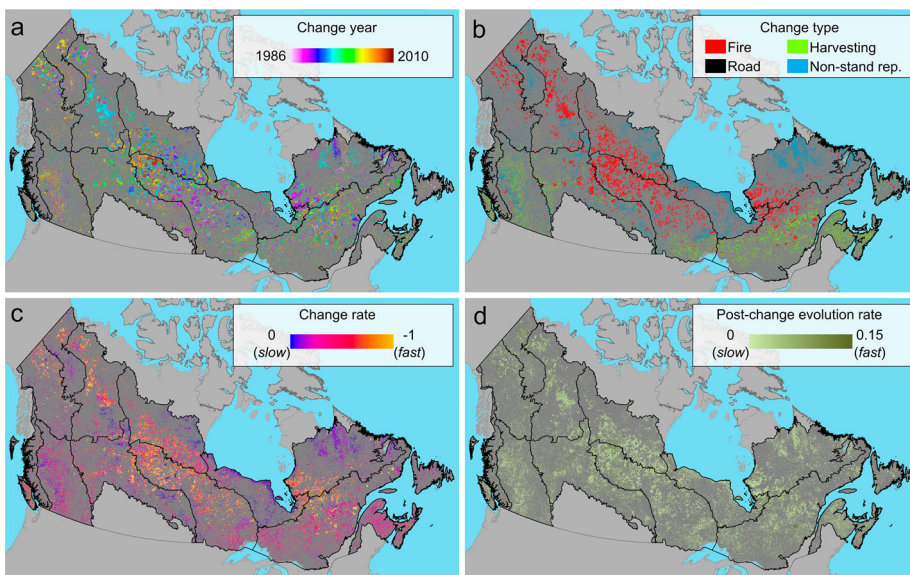 a
Change year
1986
2010
b
Change type
Fire
Harvesting
Road
Non-stand rep.
c
Change rate
0
-1
(slow)
(fast)
d
Post-change evolution rate
0
0.15
(slow)
(fast)